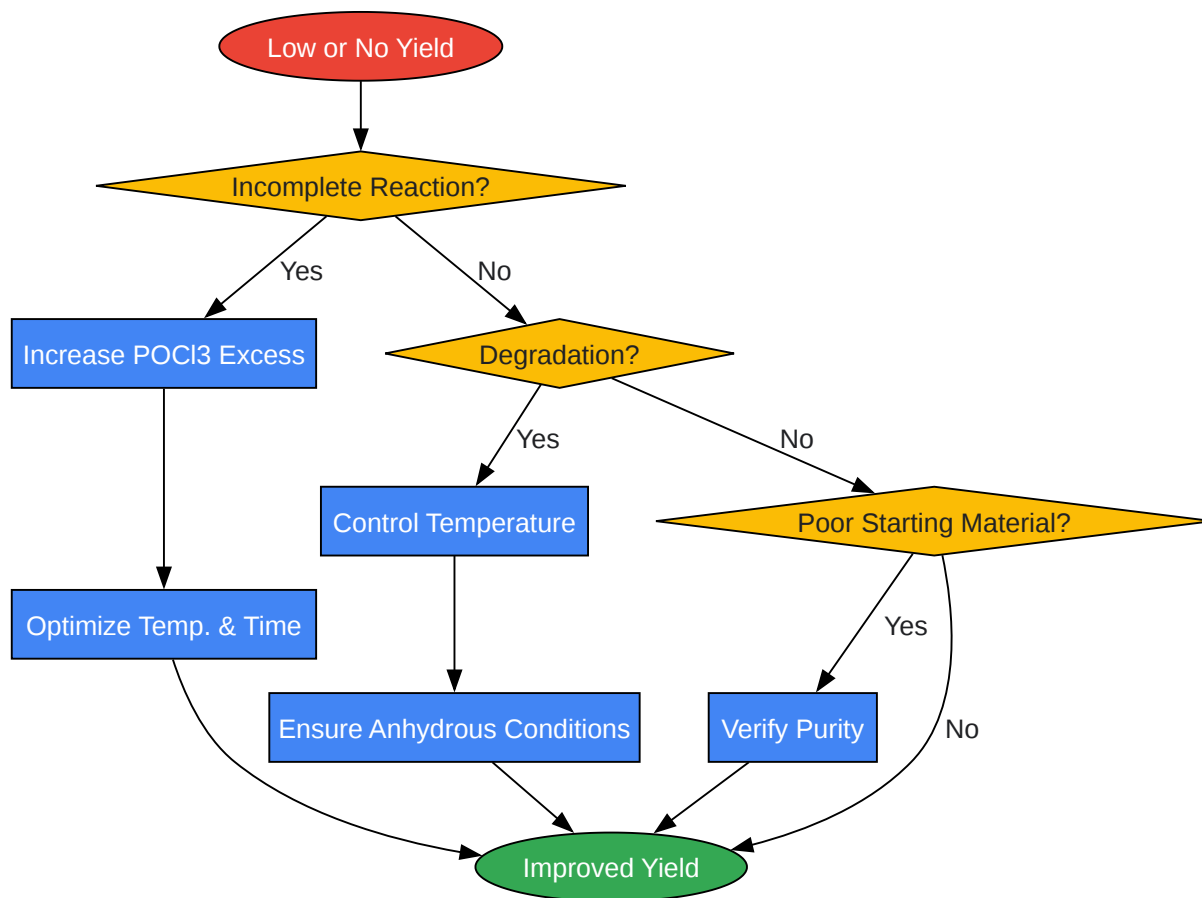 Low or No Yield
Incomplete Reaction?
Yes
No
Increase POCl3 Excess
Degradation?
Yes
No
Control Temperature
Poor Starting Material?
Optimize Temp. & Time
Yes
Ensure Anhydrous Conditions
Verify Purity
No
Improved Yield